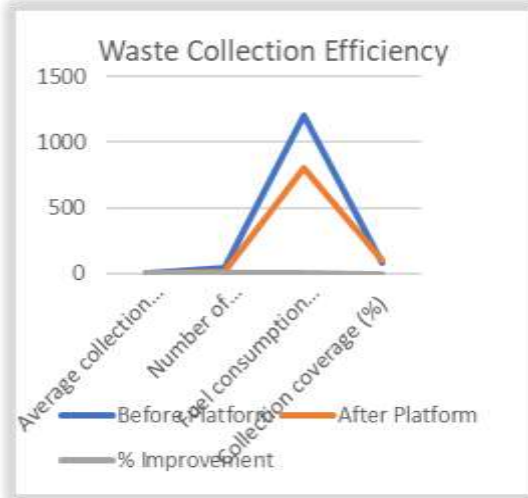 Waste Collection Efficiency
1500
1000
500
0
Average collection...
Number of...
Fuel consumption...
Collection coverage (%)
Before Platform
After Platform
% Improvement